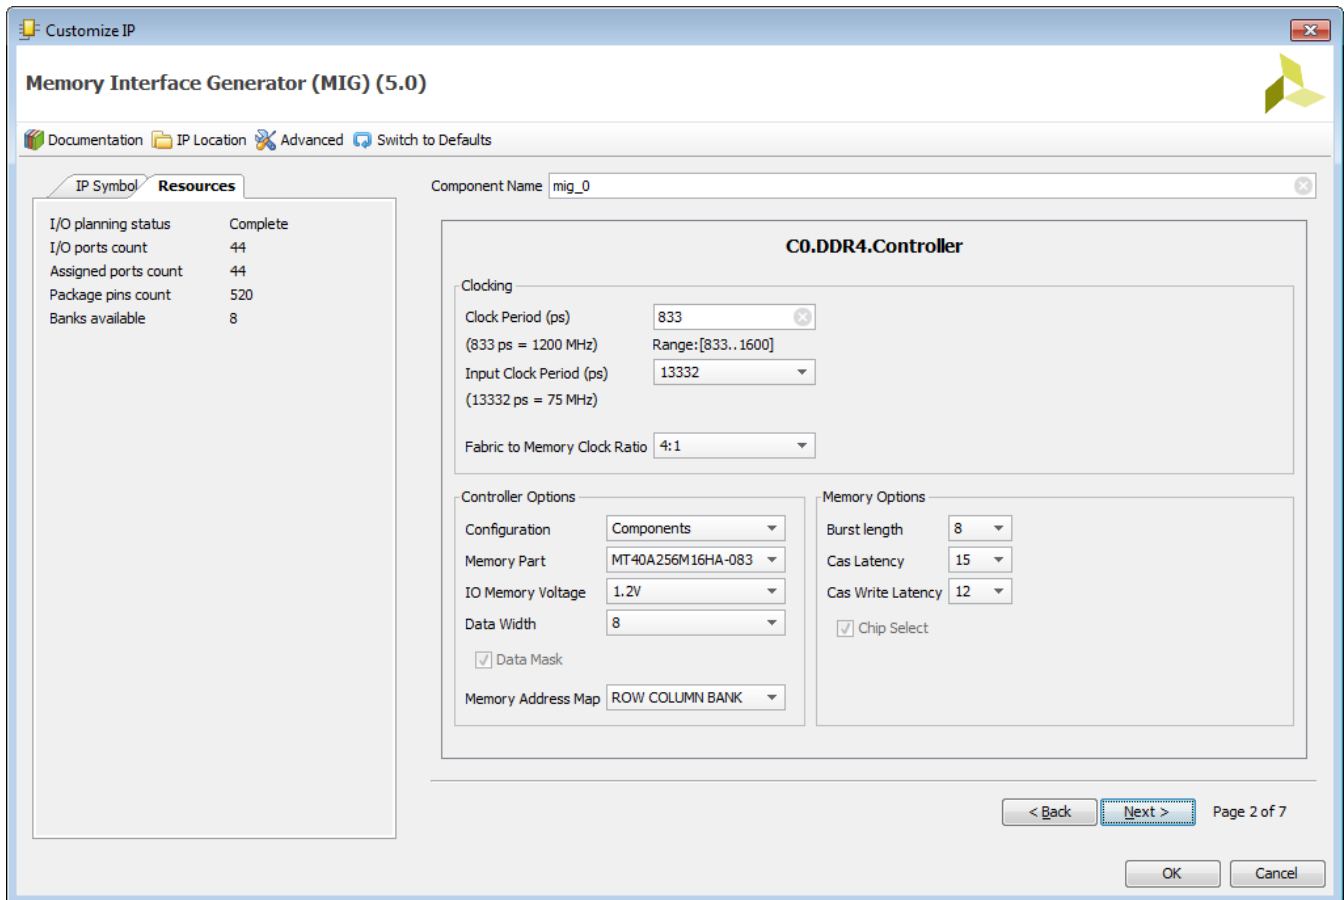 Customize IP
Memory Interface Generator (MIG) (5.0)
Documentation IP Location Advanced Switch to Defaults
IP Symbol Resources
I/O planning status Complete
I/O ports count 44
Assigned ports count 44
Package pins count 520
Banks available 8
Component Name mig_0
C0.DDR4.Controller
Clocking
Clock Period (ps) 833
(833 ps = 1200 MHz) Range:[833..1600]
Input Clock Period (ps) 13332
(13332 ps = 75 MHz)
Fabric to Memory Clock Ratio 4:1
Controller Options
Configuration Components
Memory Part MT40A256M16HA-083
IO Memory Voltage 1.2V
Data Width 8
Data Mask
Memory Address Map ROW COLUMN BANK
Memory Options
Burst length 8
Cas Latency 15
Cas Write Latency 12
Chip Select
< Back Next > Page 2 of 7
OK Cancel